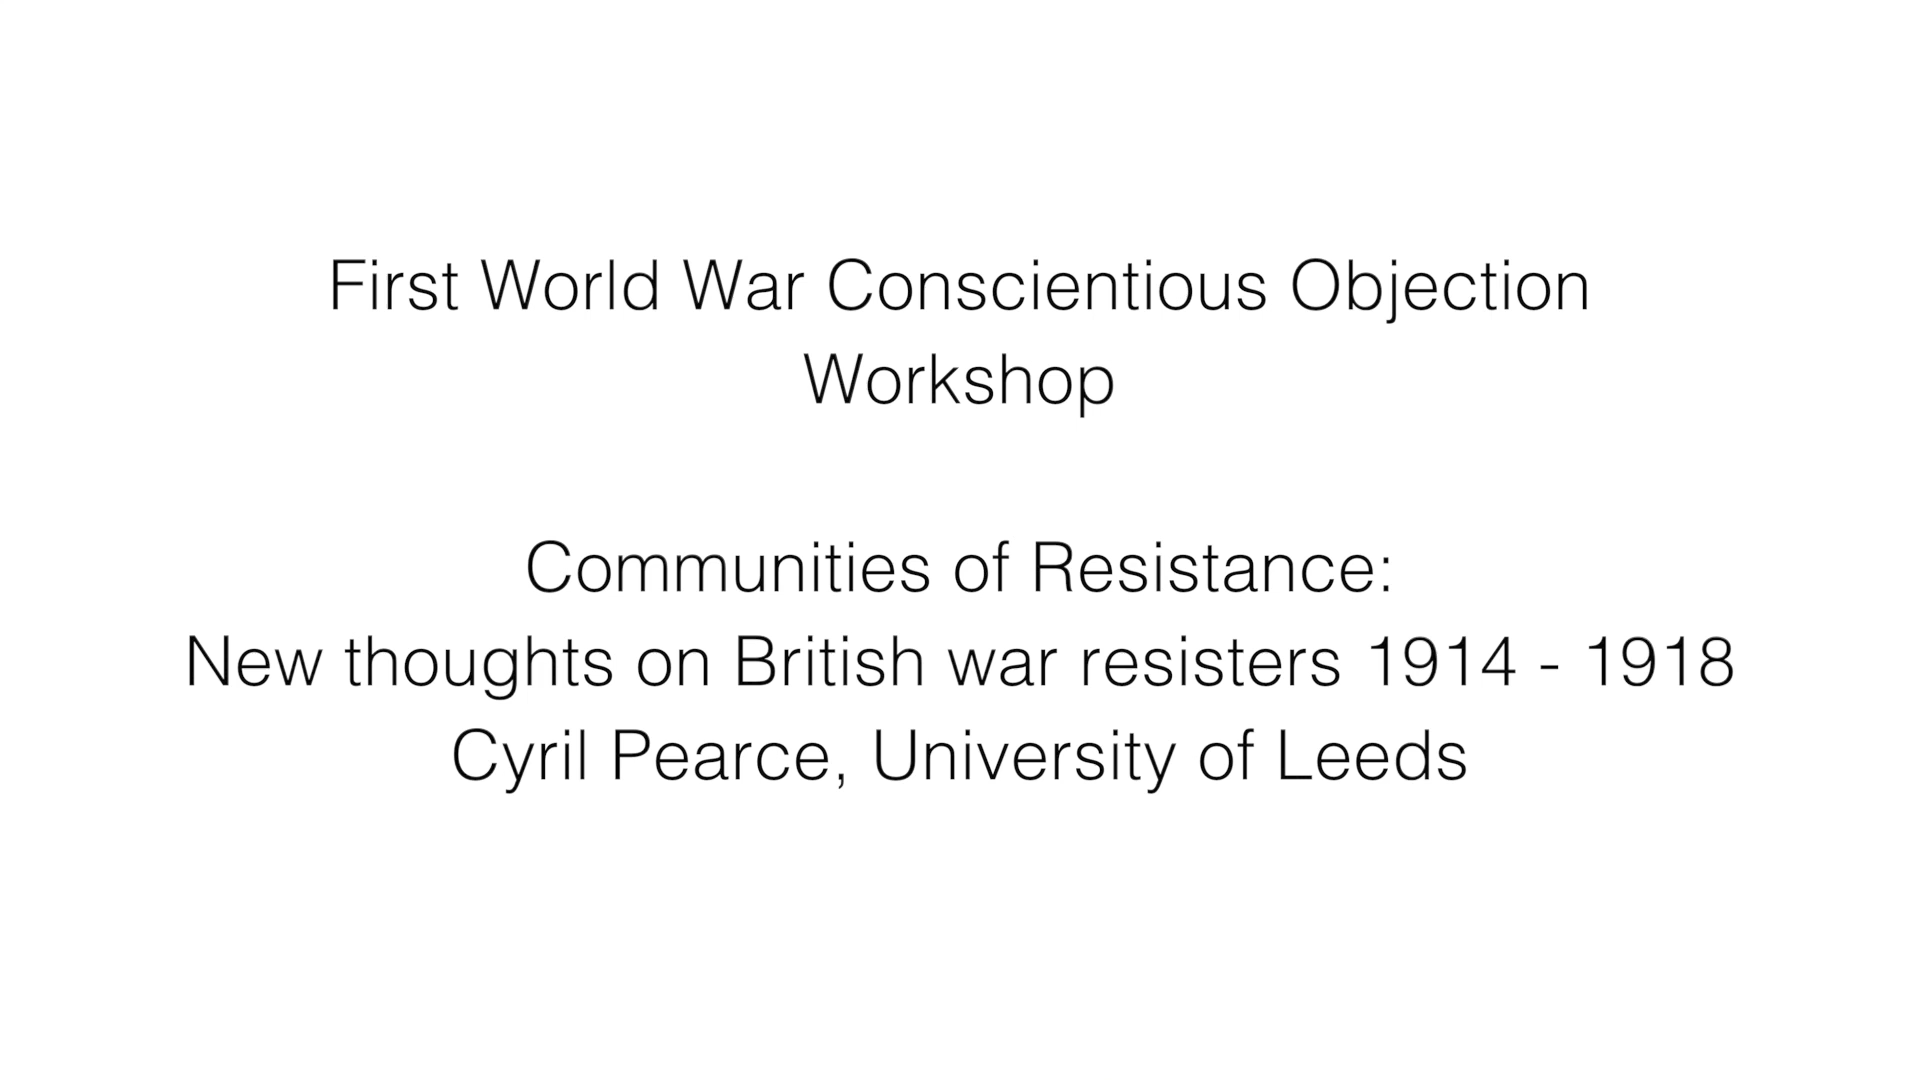 First World War Conscientious Objection
Workshop
Communities of Resistance:
New thoughts on British war resisters 1914 - 1918
Cyril Pearce, University of Leeds